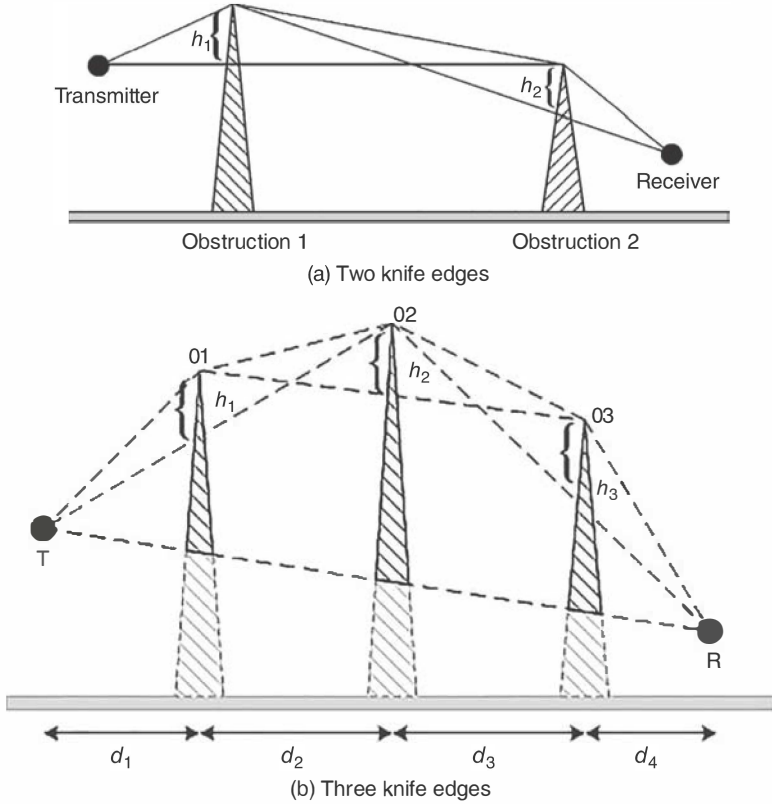 h1
h2
Transmitter
Receiver
Obstruction 1
Obstruction 2
(a) Two knife edges
02
01
h1
h2
03
h3
T
R
d1
d2
d3
d4
(b) Three knife edges